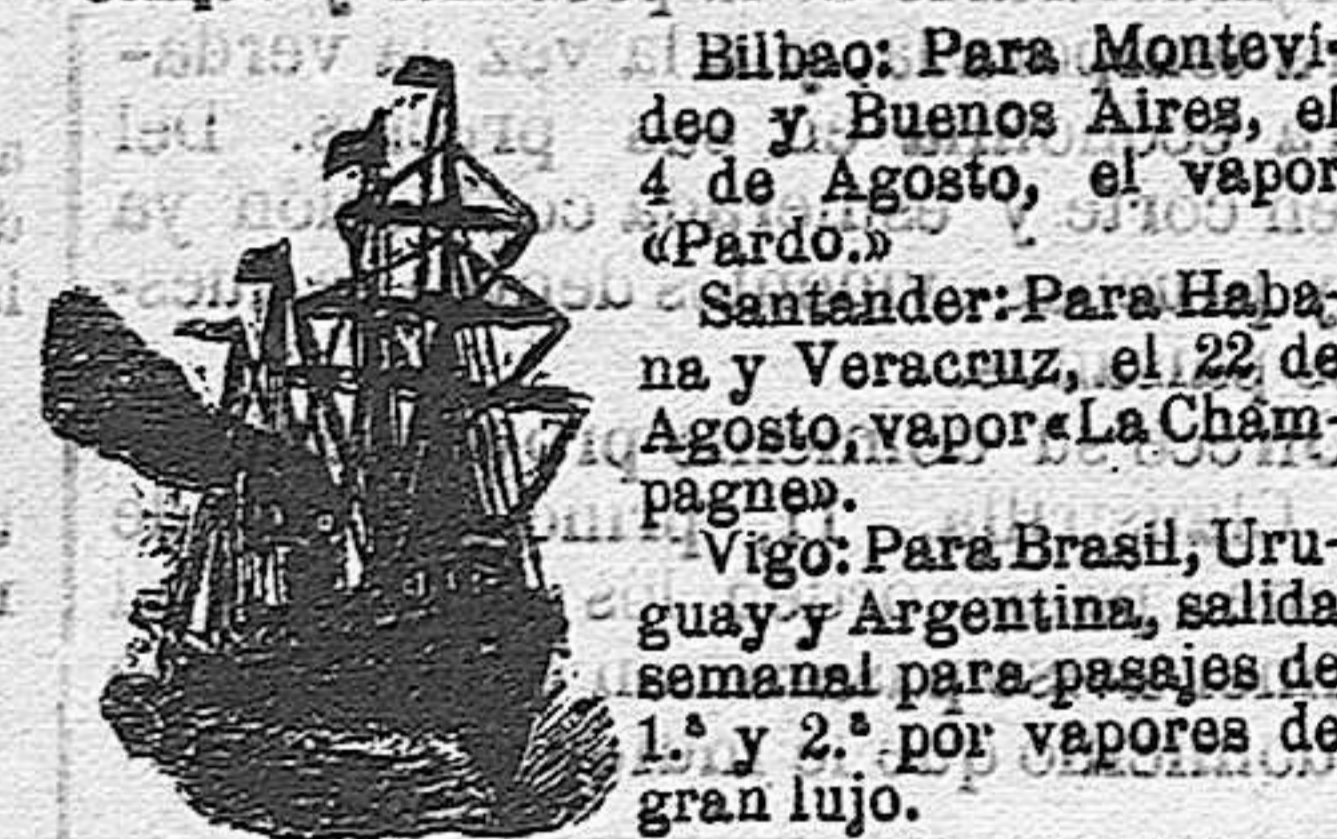 Bilbao: Para Montevi-
deo y Buenos Aires, el
4 de Agosto, el vapor
«Pardo.»
Santander: Para Haba-
na y Veracruz, el 22 de
Agosto, vapor «La Cham-
pagne».
Vigo: Para Brasil, Uru-
guay y Argentina, salida
semanal para pasajes de
1.ª y 2.ª por vapores de
gran lujo.